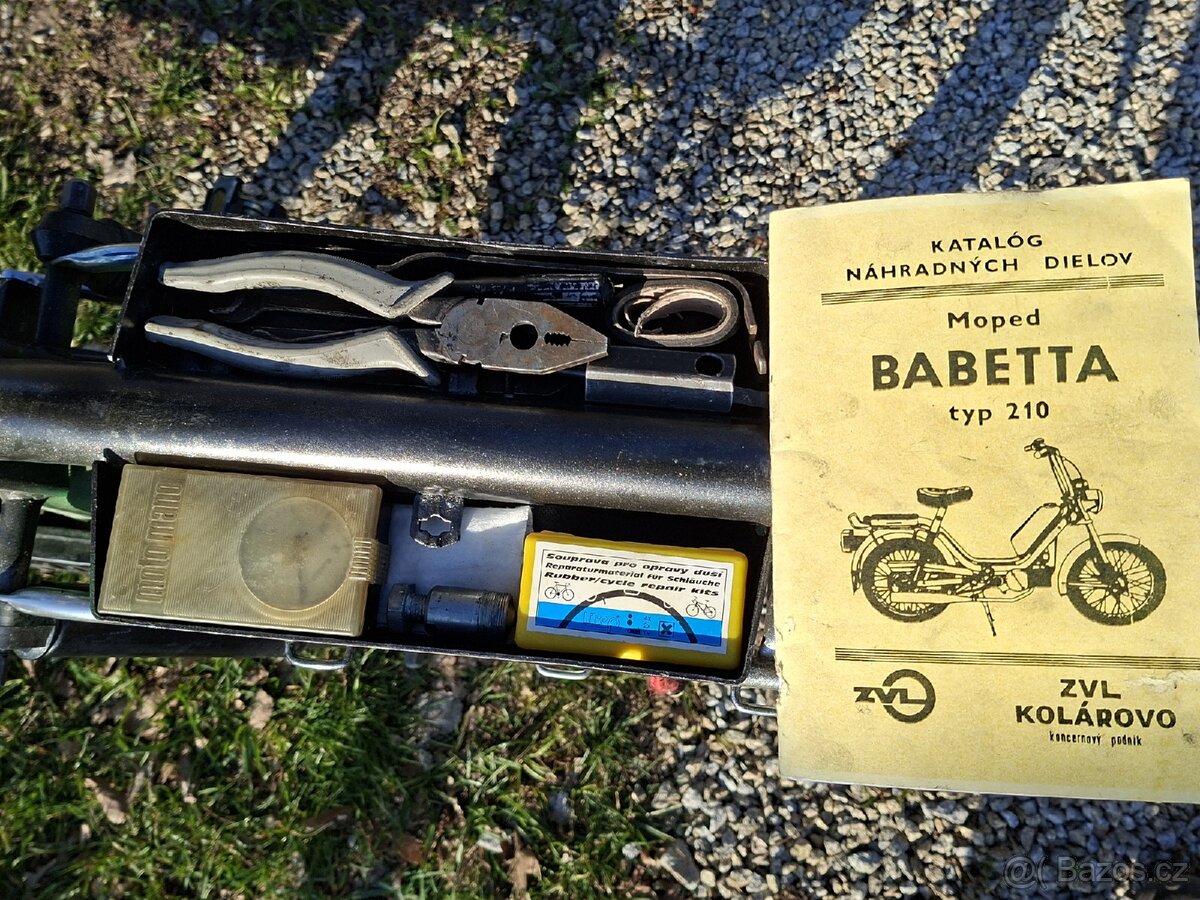 KATALÓG
NÁHRADNÝCH DIELOV
Moped
BABETTA
typ 210
ZVL
ZVL
KOLÁROVO
koncernový podnik
moto mano
Souprava pro opravy duší
Reparaturmaterial für Schläuche
Rubber/cycle repair kits
Bazos.cz